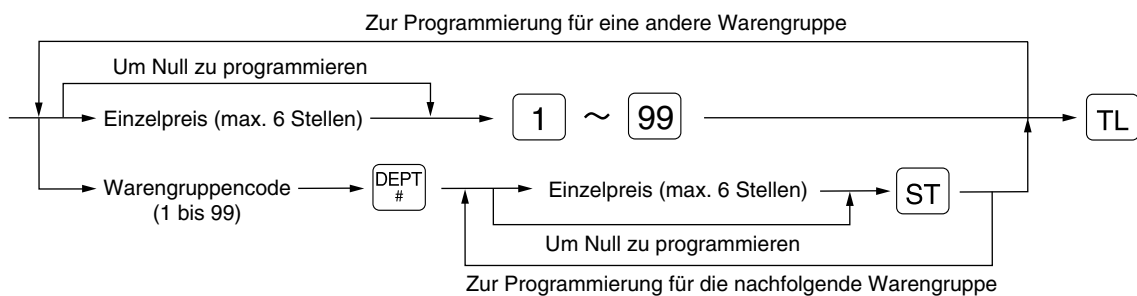 Zur Programmierung für eine andere Warengruppe
Um Null zu programmieren
Einzelpreis (max. 6 Stellen) 1 ～ 99 TL
Warengruppencode
(1 bis 99)
DEPT
#
Einzelpreis (max. 6 Stellen) ST
Um Null zu programmieren
Zur Programmierung für die nachfolgende Warengruppe